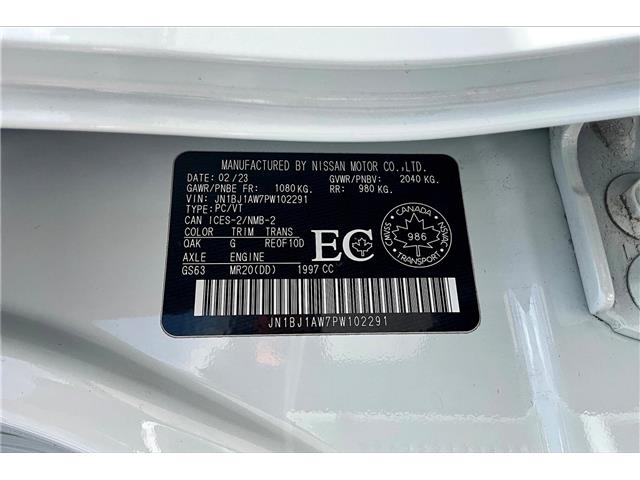 MANUFACTURED BY NISSAN MOTOR CO.,LTD.
DATE: 02/23 GVWR/PNBV: 2040 KG.
GAWR/PNBE FR: 1080 KG. RR: 980 KG.
VIN: JN1BJ1AW7PW102291
TYPE: PC/VT
CAN ICES-2/NMB-2
COLOR TRIM TRANS
QAK G RE0F10D
AXLE ENGINE
GS63 MR20(DD) 1997 CC
EC
CANADA
CMVSS
986
NSVAC
TRANSPORT
JN1BJ1AW7PW102291